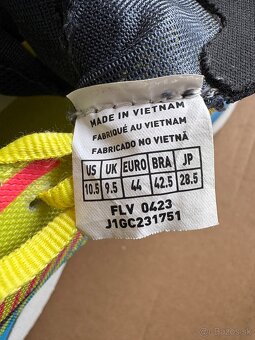 MADE IN VIETNAM
FABRIQUÉ AU VIETNAM
FABRICADO NO VIETNÃ
US UK EURO BRA JP
10.5 9.5 44 42.5 28.5
FLV 0423
J1GC231751